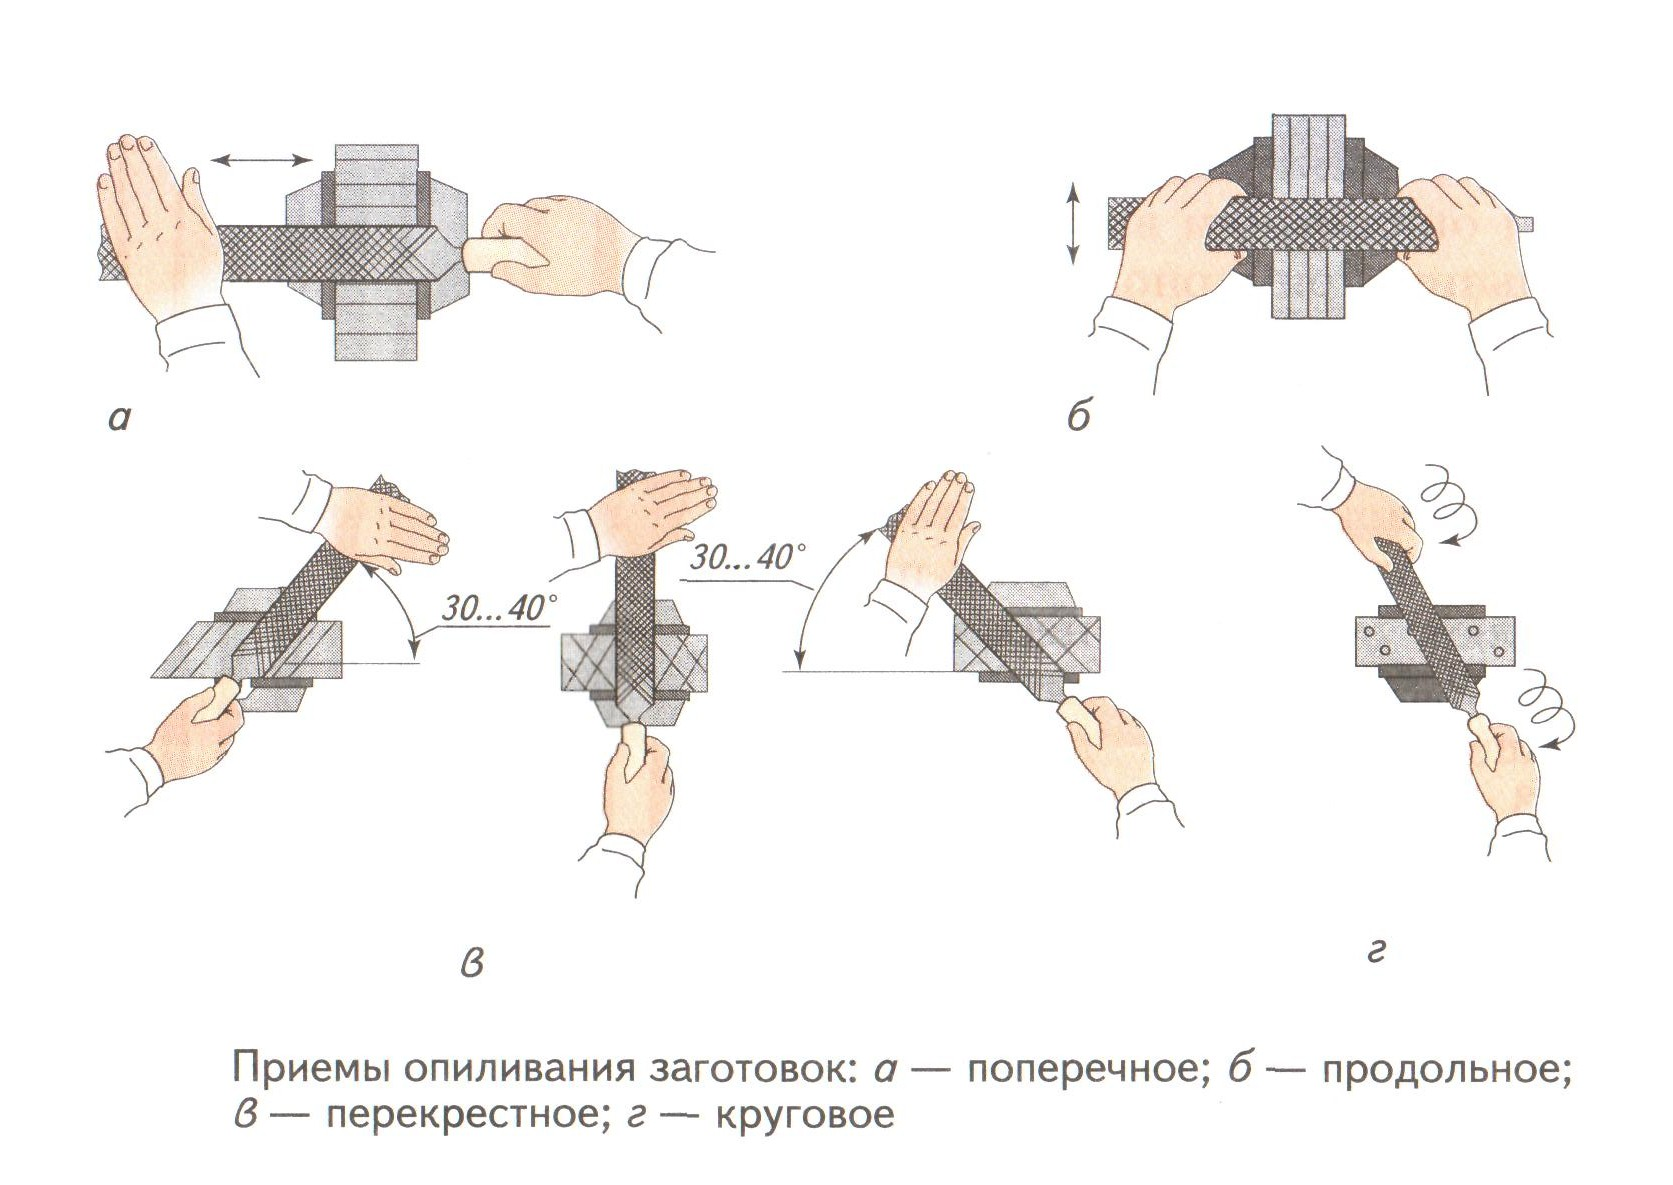 а
б
30...40°
30...40°
в
г
Приемы опиливания заготовок: а — поперечное; б — продольное;
в — перекрестное; г — круговое